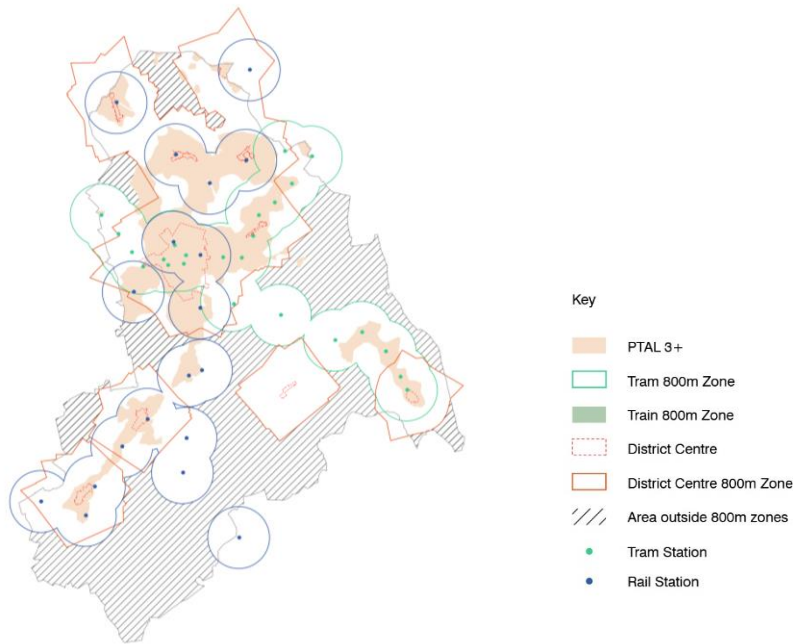 Key
PTAL 3+
Tram 800m Zone
Train 800m Zone
District Centre
District Centre 800m Zone
Area outside 800m zones
Tram Station
Rail Station